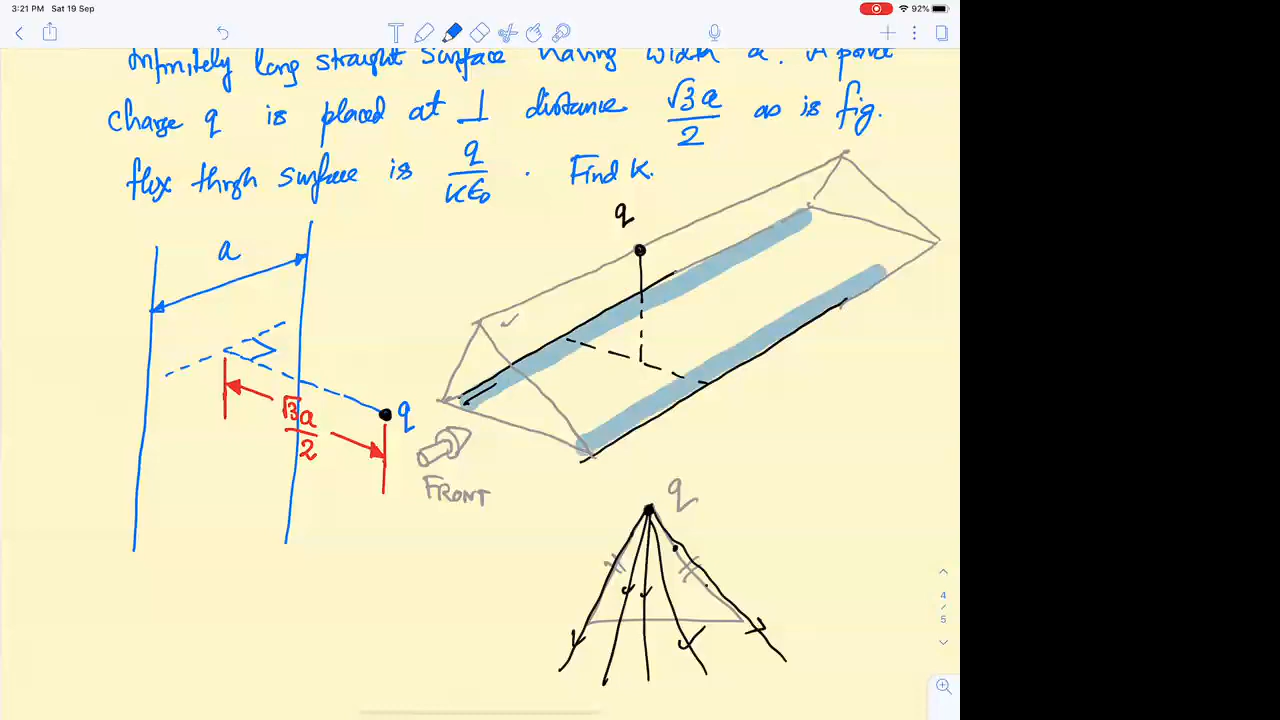 3:21 PM Sat 19 Sep
92%
Infinitely long straight surface having width a. A point
charge q is placed at ⊥ distance √3a/2 as is fig.
flux throgh surface is q/Kε₀. Find K.
q
a
√3a/2
q
FRONT
q
T
4
/
5